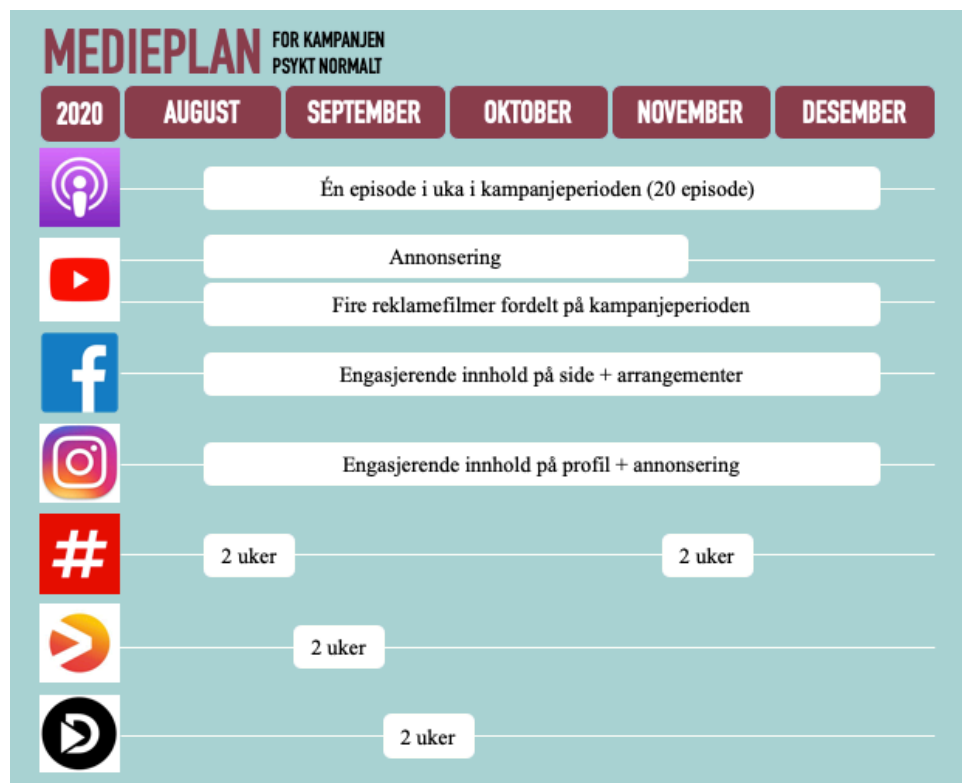 MEDIEPLAN
FOR KAMPANJEN
PSYKT NORMALT
2020 AUGUST SEPTEMBER OKTOBER NOVEMBER DESEMBER
Én episode i uka i kampanjeperioden (20 episode)
Annonsering
Fire reklamefilmer fordelt på kampanjeperioden
Engasjerende innhold på side + arrangementer
Engasjerende innhold på profil + annonsering
# 2 uker 2 uker
2 uker
2 uker